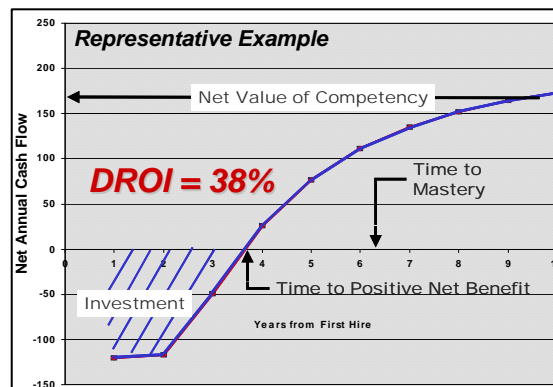 Representative Example
250
200
150
100
50
0
-50
-100
-150
Net Annual Cash Flow
Net Value of Competency
DROI = 38%
Time to
Mastery
0 1 2 3 4 5 6 7 8 9
Investment
Time to Positive Net Benefit
Years from First Hire